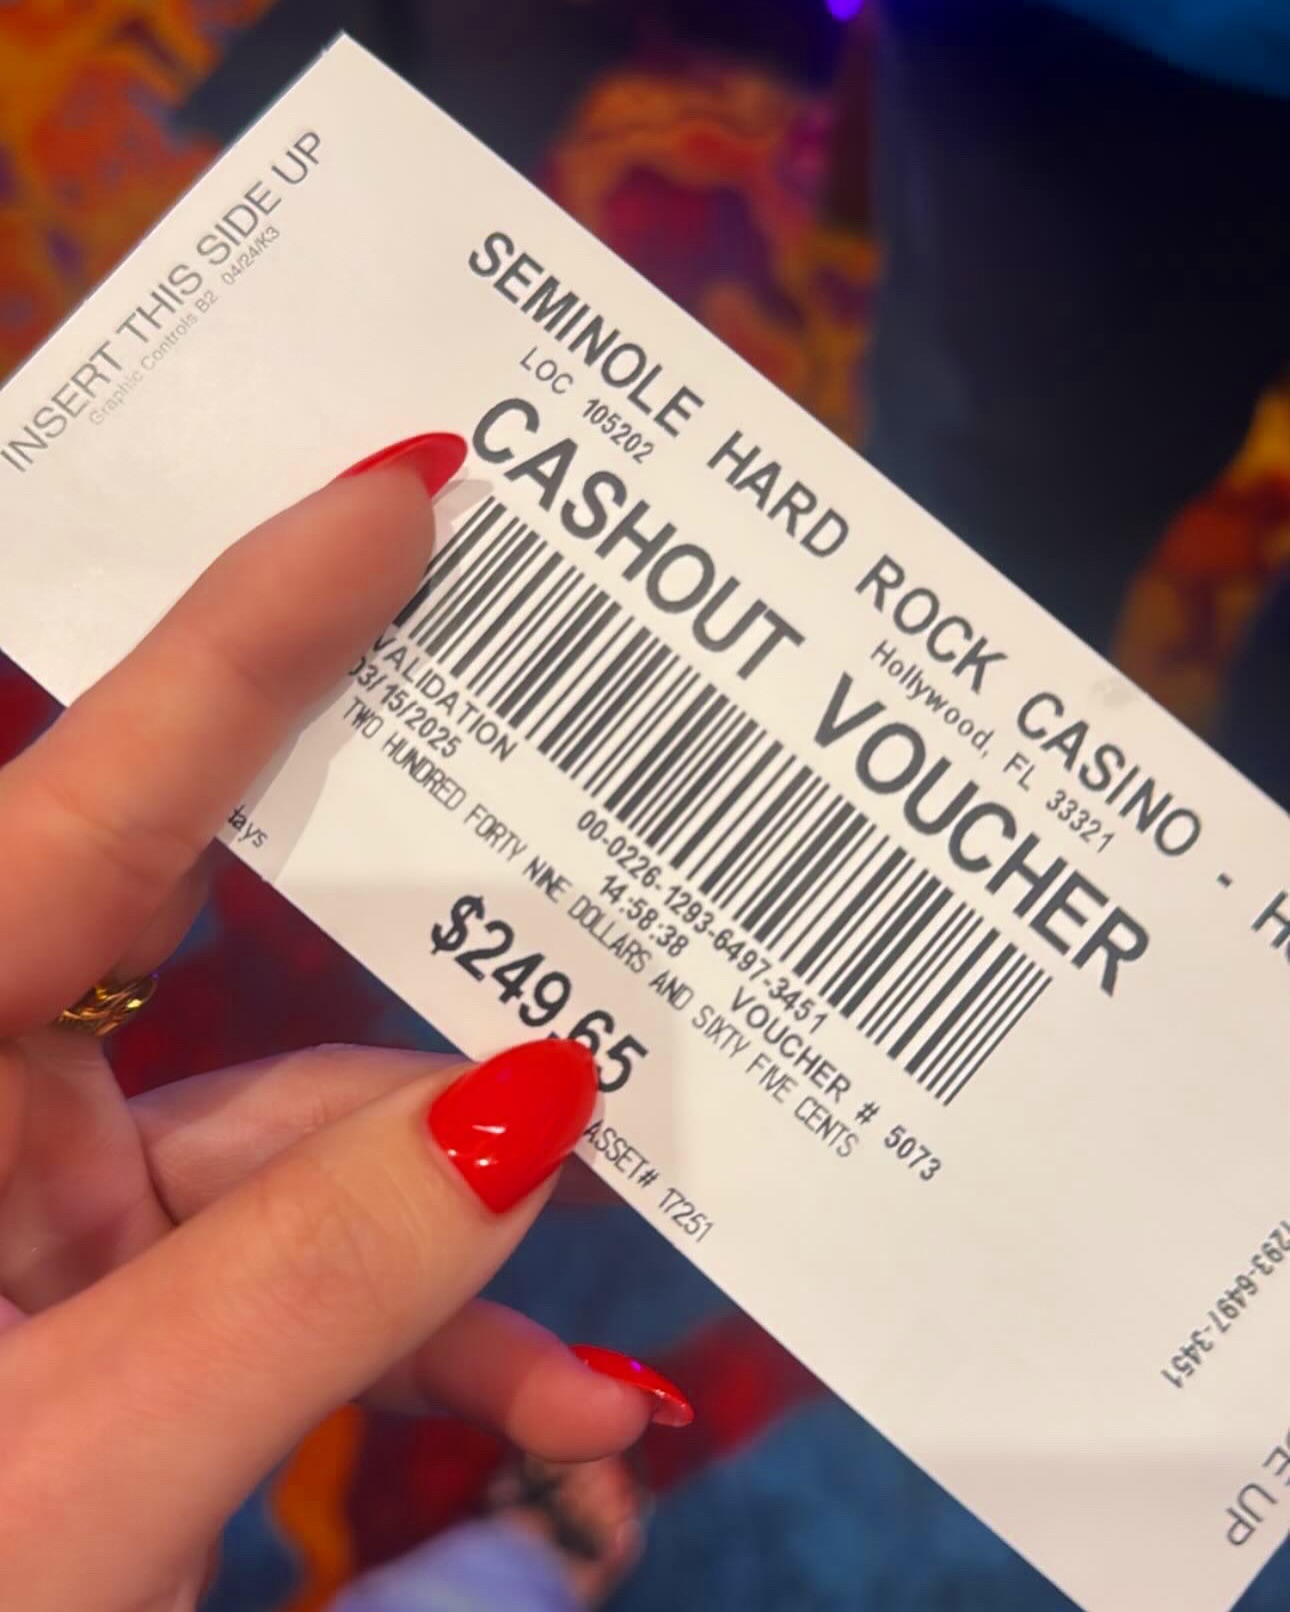 INSERT THIS SIDE UP
Graphic Controls B2 04/24/K3
SEMINOLE HARD ROCK CASINO - H
LOC 105202
Hollywood, FL 33321
CASHOUT VOUCHER
VALIDATION 00-0226-1293-6497-3451
03/15/2025 14:58:38 VOUCHER # 5073
TWO HUNDRED FORTY NINE DOLLARS AND SIXTY FIVE CENTS
$249.65
days
ASSET# 17251
293-6497-3451
UP